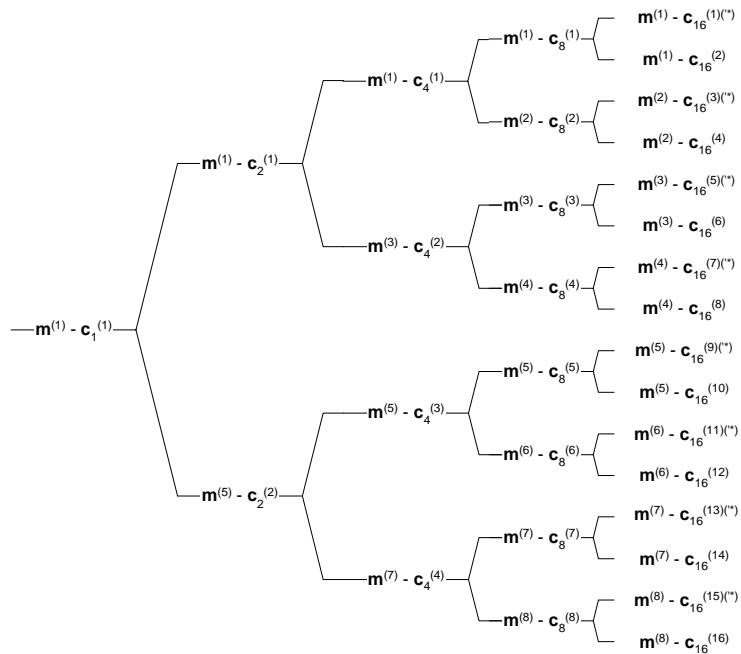 m(1) - c16(1)('*)
m(1) - c8(1)
m(1) - c16(2)
m(1) - c4(1)
m(2) - c16(3)('*)
m(2) - c8(2)
m(2) - c16(4)
m(1) - c2(1)
m(3) - c16(5)('*)
m(3) - c8(3)
m(3) - c16(6)
m(3) - c4(2)
m(4) - c16(7)('*)
m(4) - c8(4)
m(4) - c16(8)
m(1) - c1(1)
m(5) - c16(9)('*)
m(5) - c8(5)
m(5) - c16(10)
m(5) - c4(3)
m(6) - c16(11)('*)
m(6) - c8(6)
m(6) - c16(12)
m(5) - c2(2)
m(7) - c16(13)('*)
m(7) - c8(7)
m(7) - c16(14)
m(7) - c4(4)
m(8) - c16(15)('*)
m(8) - c8(8)
m(8) - c16(16)